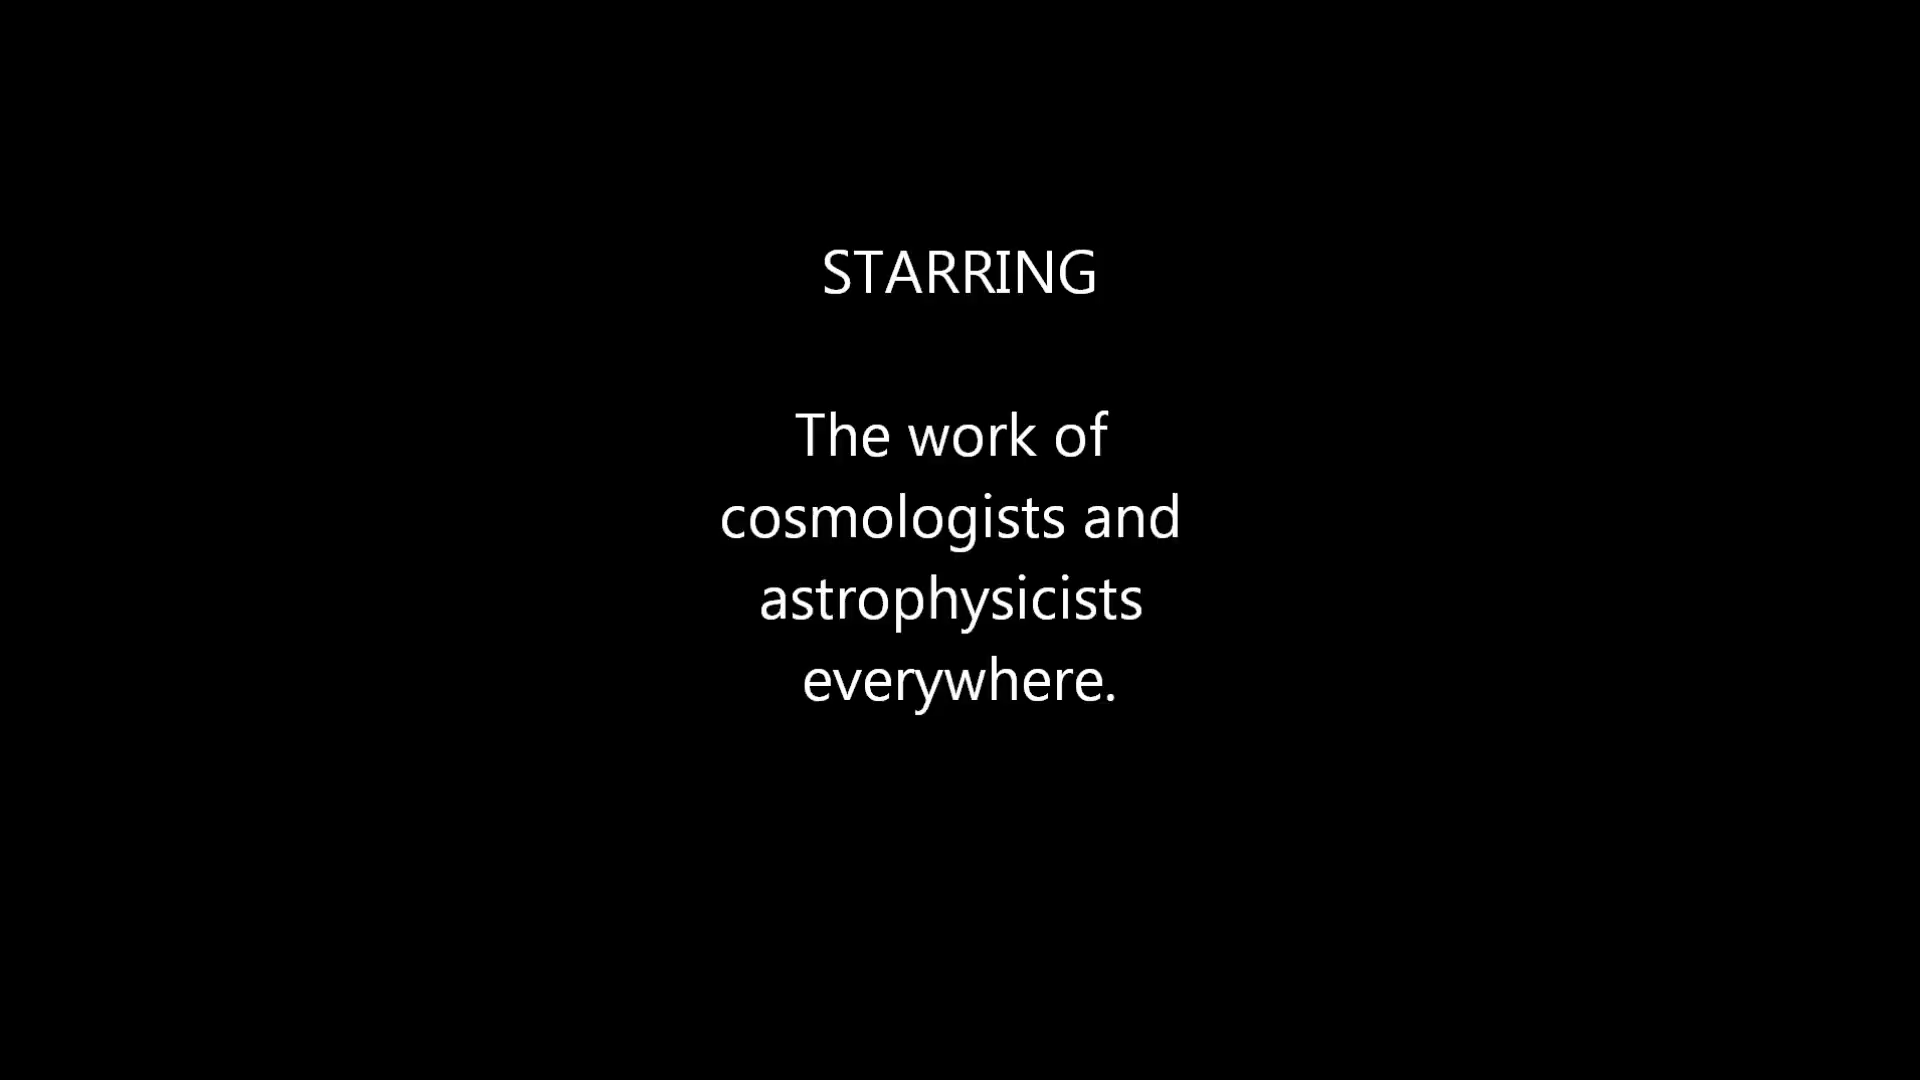 STARRING
The work of
cosmologists and
astrophysicists
everywhere.